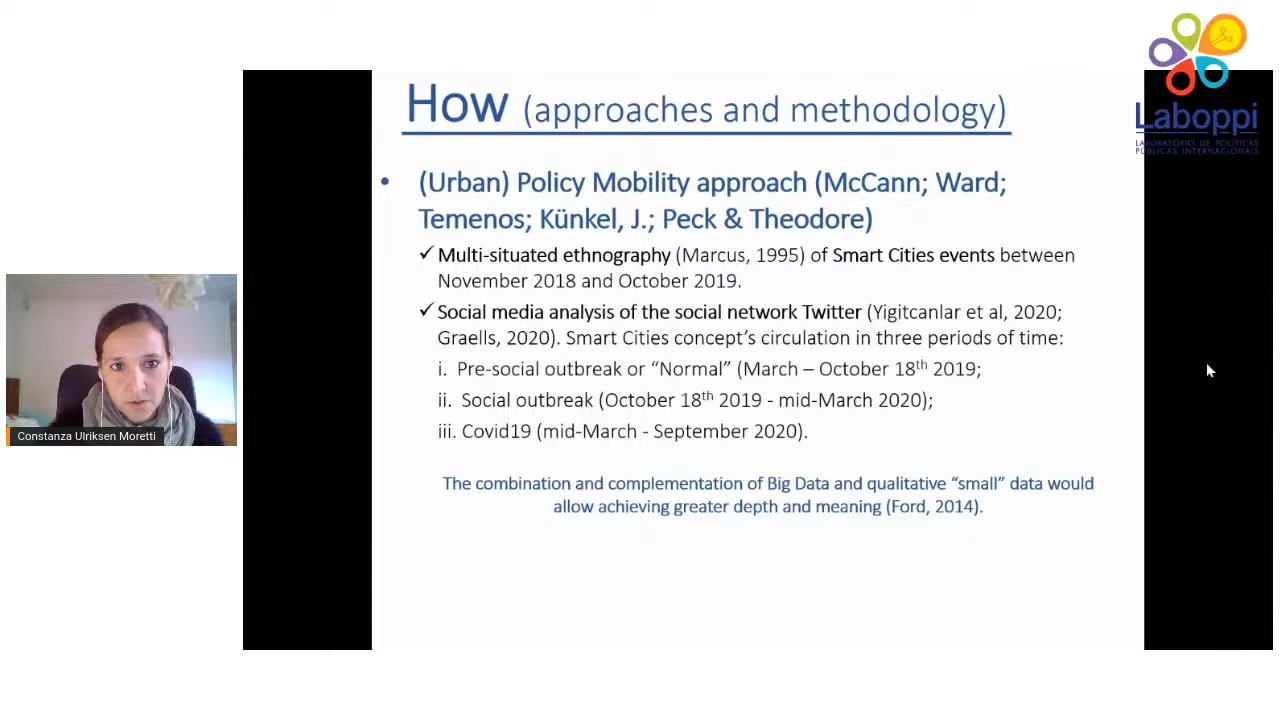 How (approaches and methodology)
• (Urban) Policy Mobility approach (McCann; Ward;
Temenos; Künkel, J.; Peck & Theodore)
✓ Multi-situated ethnography (Marcus, 1995) of Smart Cities events between
November 2018 and October 2019.
✓ Social media analysis of the social network Twitter (Yigitcanlar et al, 2020;
Graells, 2020). Smart Cities concept's circulation in three periods of time:
i. Pre-social outbreak or “Normal” (March – October 18th 2019;
ii. Social outbreak (October 18th 2019 - mid-March 2020);
iii. Covid19 (mid-March - September 2020).
The combination and complementation of Big Data and qualitative “small” data would
allow achieving greater depth and meaning (Ford, 2014).
Constanza Ulriksen Moretti
Laboppi
LABORATÓRIO DE POLÍTICAS
PÚBLICAS INTERNACIONAIS